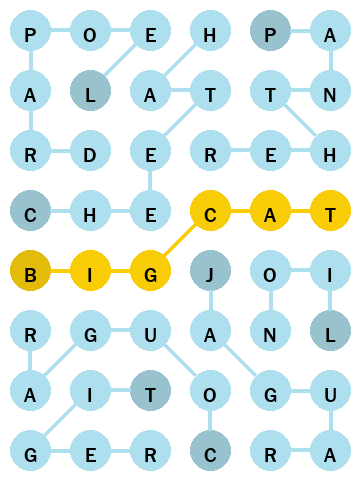 P O E H P A
A L A T T N
R D E R E H
C H E C A T
B I G J O I
R G U A N L
A I T O G U
G E R C R A